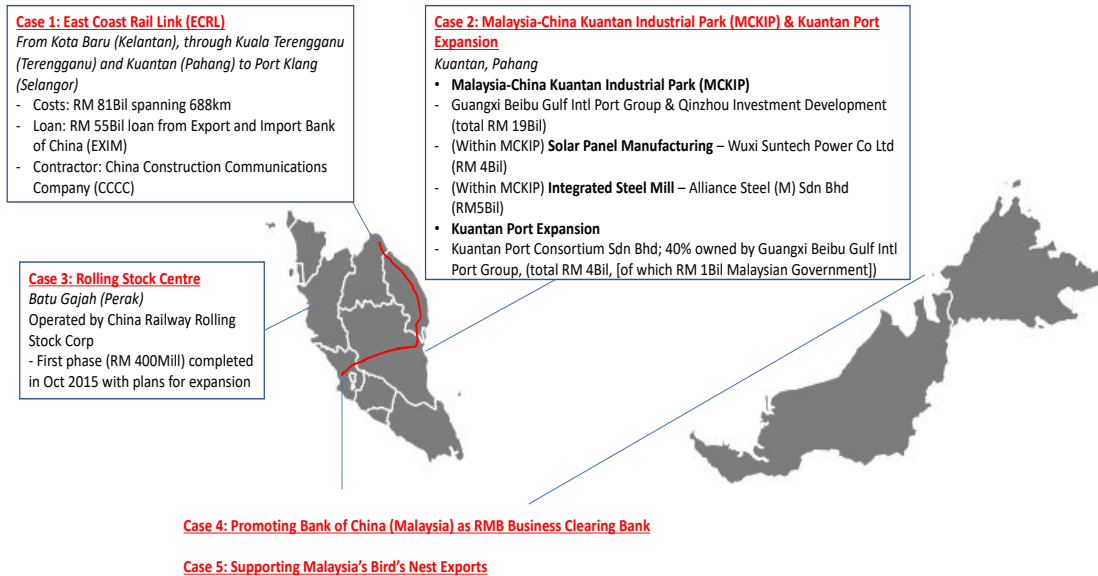 Case 1: East Coast Rail Link (ECRL)
From Kota Baru (Kelantan), through Kuala Terengganu
(Terengganu) and Kuantan (Pahang) to Port Klang
(Selangor)
- Costs: RM 81Bil spanning 688km
- Loan: RM 55Bil loan from Export and Import Bank
of China (EXIM)
- Contractor: China Construction Communications
Company (CCCC)
Case 2: Malaysia-China Kuantan Industrial Park (MCKIP) & Kuantan Port
Expansion
Kuantan, Pahang
• Malaysia-China Kuantan Industrial Park (MCKIP)
- Guangxi Beibu Gulf Intl Port Group & Qinzhou Investment Development
(total RM 19Bil)
- (Within MCKIP) Solar Panel Manufacturing – Wuxi Suntech Power Co Ltd
(RM 4Bil)
- (Within MCKIP) Integrated Steel Mill – Alliance Steel (M) Sdn Bhd
(RM5Bil)
• Kuantan Port Expansion
- Kuantan Port Consortium Sdn Bhd; 40% owned by Guangxi Beibu Gulf Intl
Port Group, (total RM 4Bil, [of which RM 1Bil Malaysian Government])
Case 3: Rolling Stock Centre
Batu Gajah (Perak)
Operated by China Railway Rolling
Stock Corp
- First phase (RM 400Mill) completed
in Oct 2015 with plans for expansion
Case 4: Promoting Bank of China (Malaysia) as RMB Business Clearing Bank
Case 5: Supporting Malaysia's Bird's Nest Exports